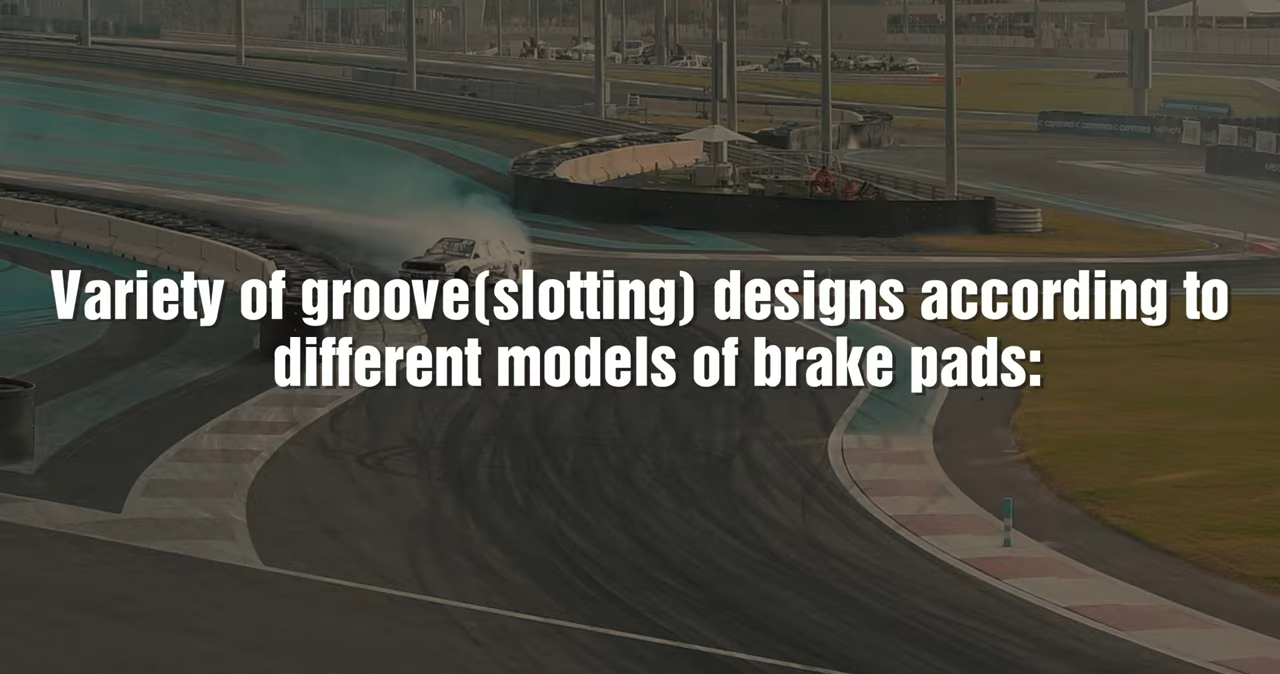 Variety of groove(slotting) designs according to
different models of brake pads: